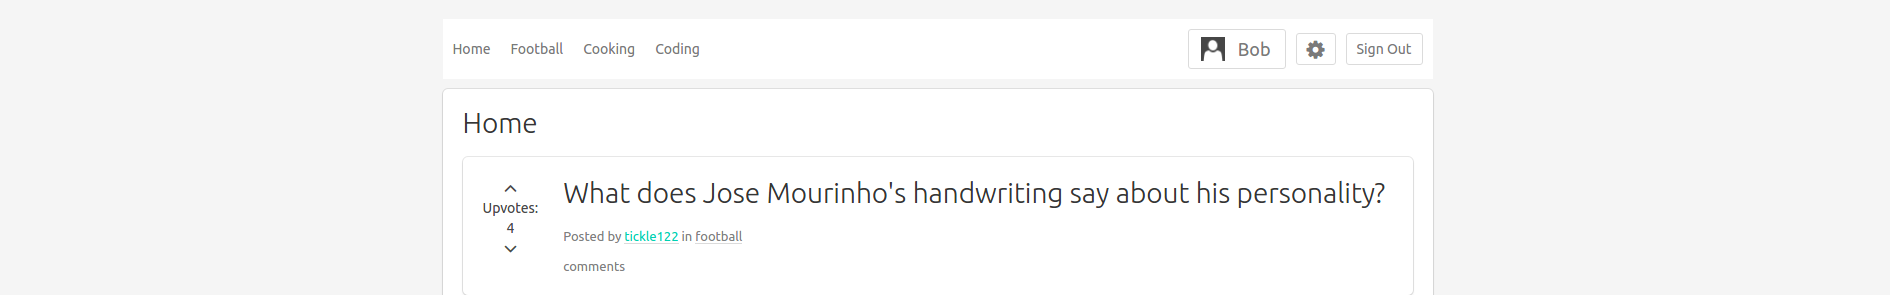 Home Football Cooking Coding Bob Sign Out
Home
What does Jose Mourinho's handwriting say about his personality?
Upvotes:
4
Posted by tickle122 in football
comments